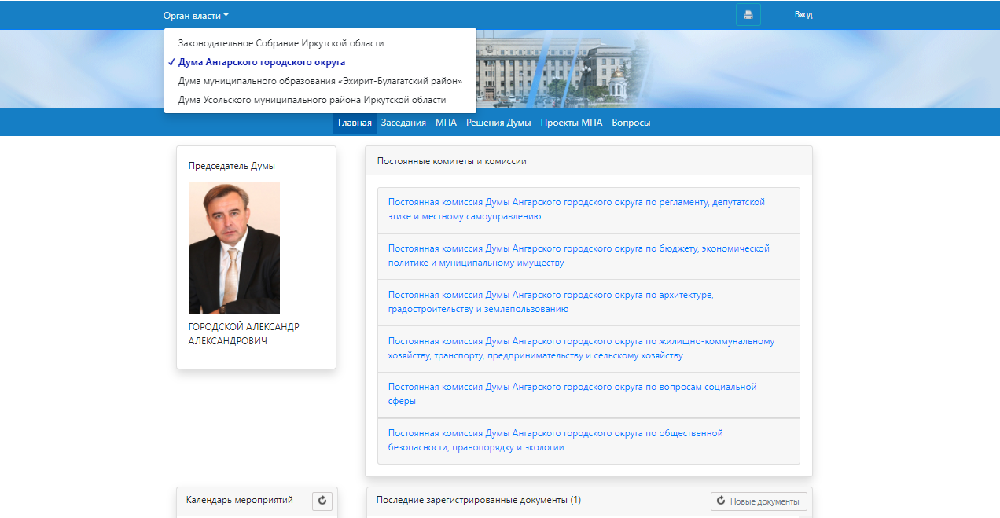 Орган власти
Вход
Законодательное Собрание Иркутской области
✓ Дума Ангарского городского округа
Дума муниципального образования «Эхирит-Булагатский район»
Дума Усольского муниципального района Иркутской области
Главная Заседания МПА Решения Думы Проекты МПА Вопросы
Председатель Думы
ГОРОДСКОЙ АЛЕКСАНДР
АЛЕКСАНДРОВИЧ
Постоянные комитеты и комиссии
Постоянная комиссия Думы Ангарского городского округа по регламенту, депутатской
этике и местному самоуправлению
Постоянная комиссия Думы Ангарского городского округа по бюджету, экономической
политике и муниципальному имуществу
Постоянная комиссия Думы Ангарского городского округа по архитектуре,
градостроительству и землепользованию
Постоянная комиссия Думы Ангарского городского округа по жилищно-коммунальному
хозяйству, транспорту, предпринимательству и сельскому хозяйству
Постоянная комиссия Думы Ангарского городского округа по вопросам социальной
сферы
Постоянная комиссия Думы Ангарского городского округа по общественной
безопасности, правопорядку и экологии
Календарь мероприятий
Последние зарегистрированные документы (1)
Новые документы